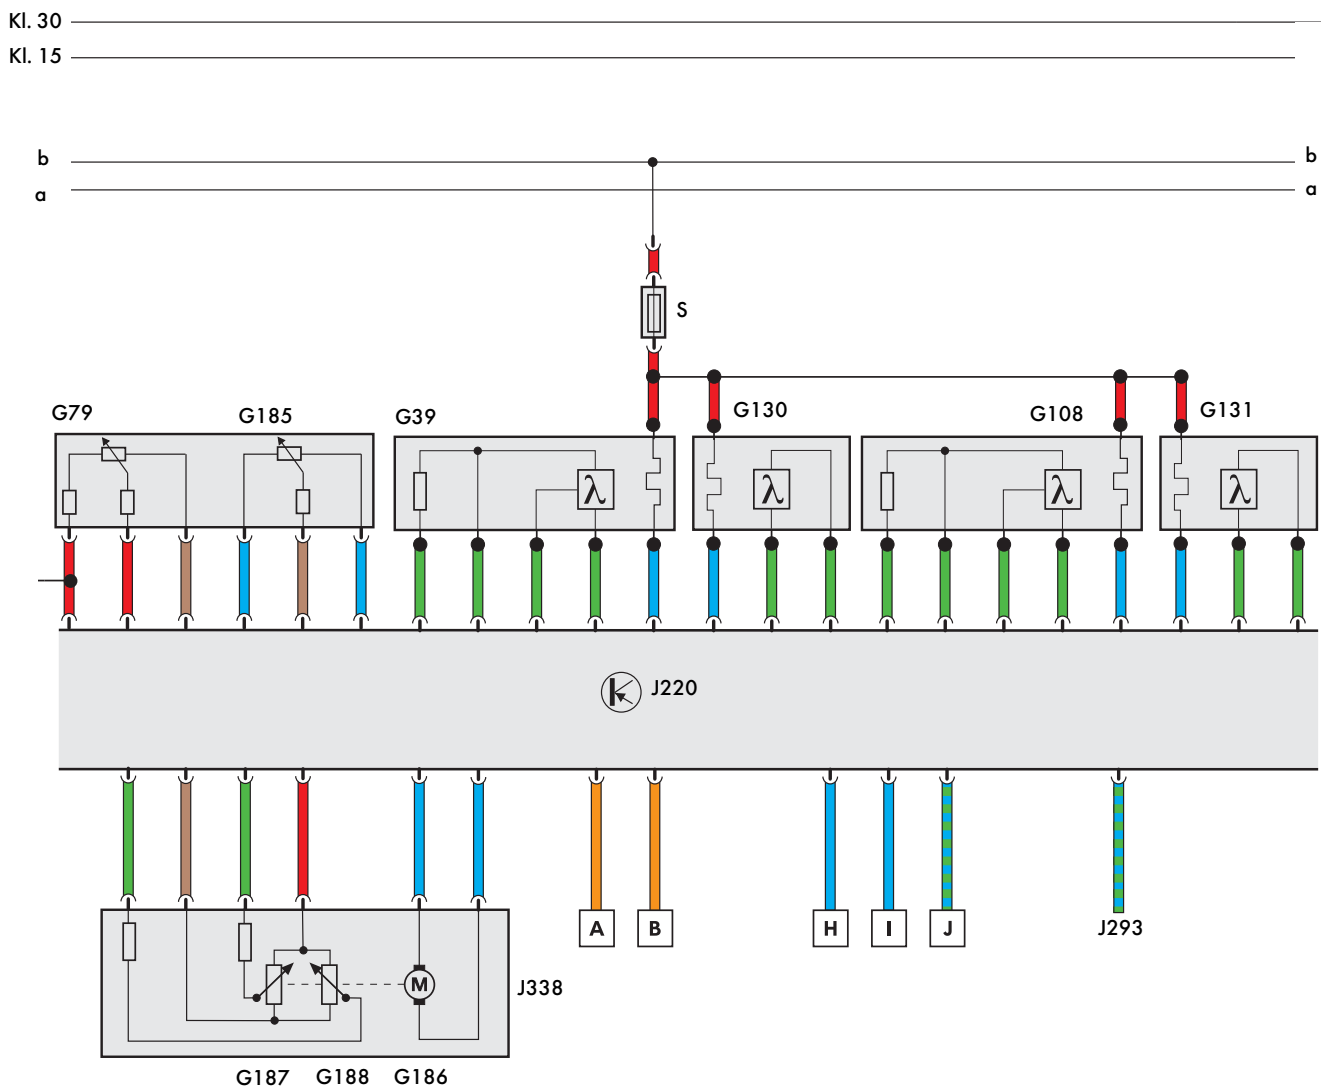 Kl. 30
Kl. 15
b b
a a
S
G79 G185 G39 G130 G108 G131
λ λ λ λ
J220
A B H I J J293
M J338
G187 G188 G186